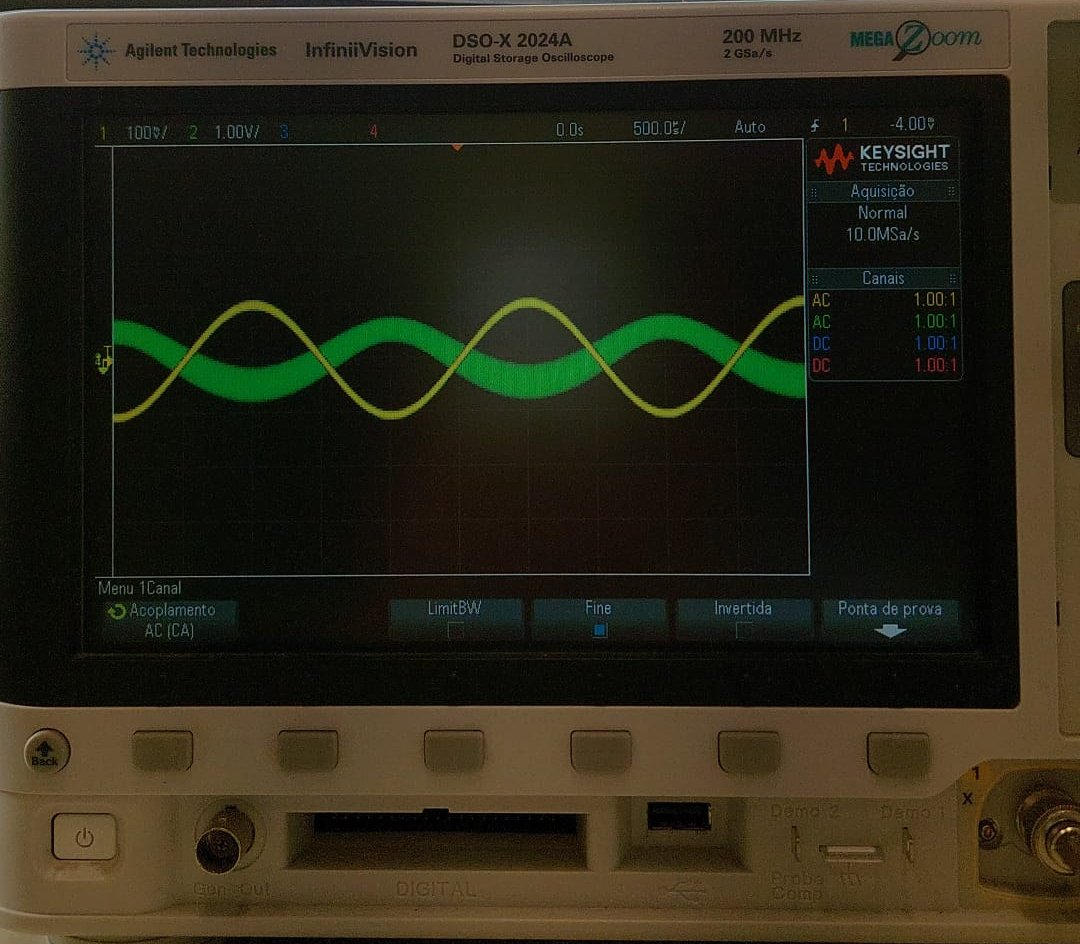 Agilent Technologies InfiniiVision DSO-X 2024A 200 MHz MEGA Zoom
Digital Storage Oscilloscope 2 GSa/s
1 100mV/ 2 1.00V/ 3 4 0.0s 500.0µs/ Auto 1 -4.00mV
KEYSIGHT
TECHNOLOGIES
Aquisição
Normal
10.0MSa/s
Canais
AC 1.00:1
AC 1.00:1
DC 1.00:1
DC 1.00:1
Menu 1Canal
Acoplamento LimitBW Fine Invertida Ponta de prova
AC (CA)
Back
1
X
Demo 2 Demo 1
Gen Out DIGITAL Probe
Comp